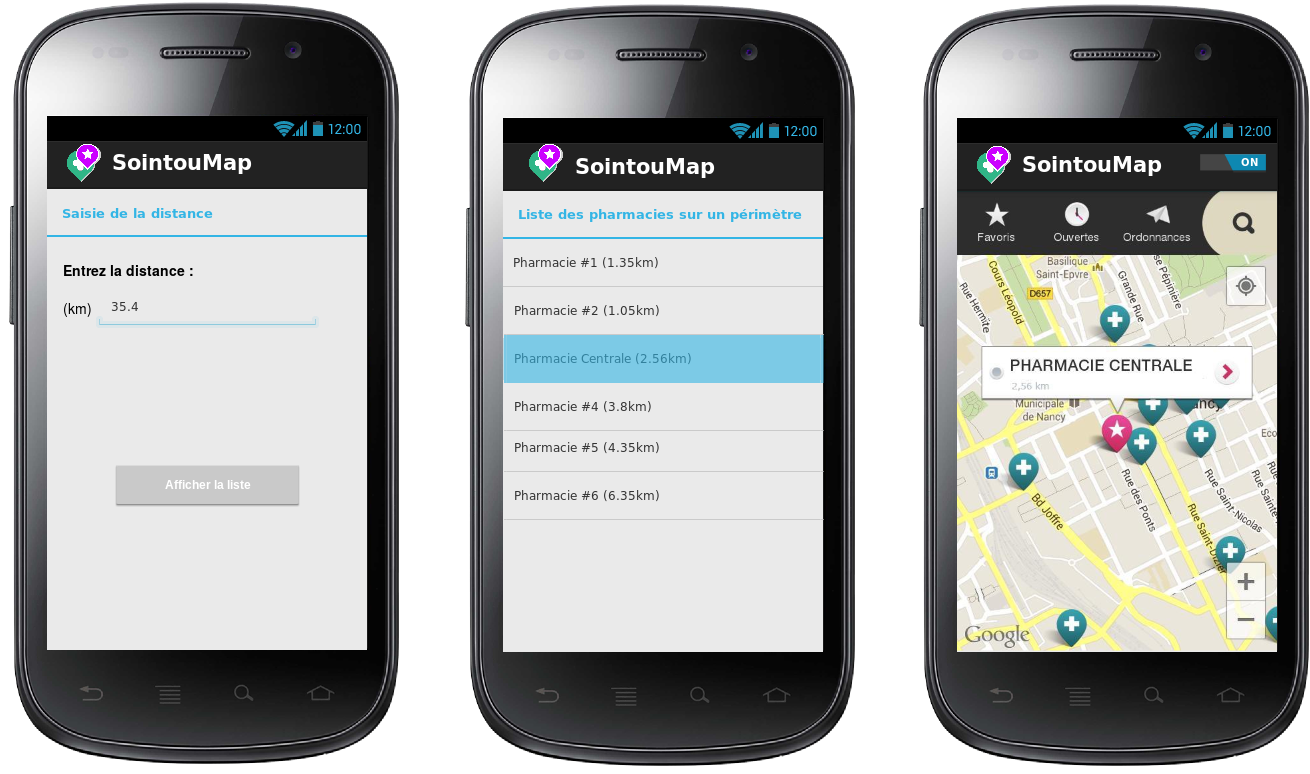 12:00
SointouMap
Saisie de la distance
Entrez la distance :
(km) 35.4
Afficher la liste
12:00
SointouMap
Liste des pharmacies sur un périmètre
Pharmacie #1 (1.35km)
Pharmacie #2 (1.05km)
Pharmacie Centrale (2.56km)
Pharmacie #4 (3.8km)
Pharmacie #5 (4.35km)
Pharmacie #6 (6.35km)
12:00
SointouMap ON
Favoris Ouvertes Ordonnances
Basilique
Saint-Epvre
Cours Léopold
D657
Rue Hermite
Grande Rue
se Pépinière
PHARMACIE CENTRALE
2,56 km
Municipale
de Nancy
ancy
Eco
Rue des Ponts
Rue Saint-Nicolas
Rue Sainte
Rue
Bd Joffre
Rue Saint-Dizier
Google